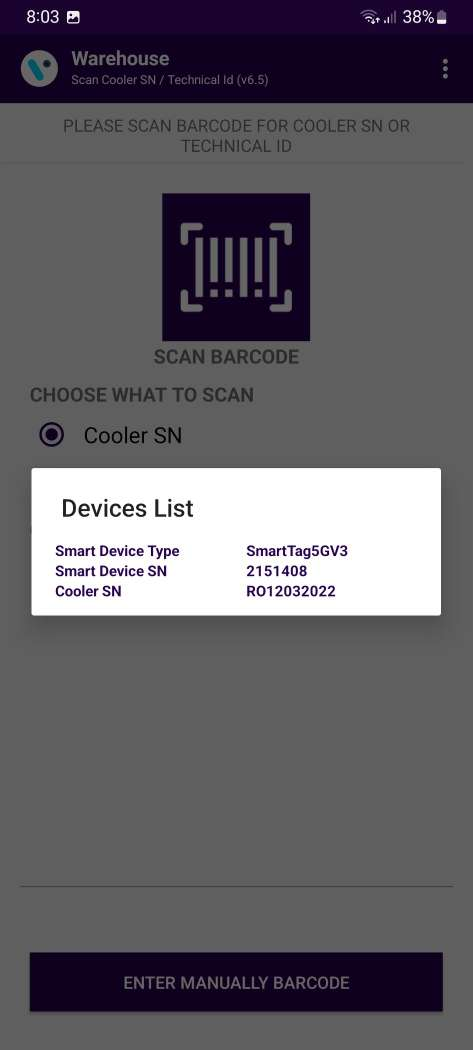 8:03
38%
Warehouse
Scan Cooler SN / Technical Id (v6.5)
PLEASE SCAN BARCODE FOR COOLER SN OR
TECHNICAL ID
SCAN BARCODE
CHOOSE WHAT TO SCAN
Cooler SN
Devices List
Smart Device Type SmartTag5GV3
Smart Device SN 2151408
Cooler SN RO12032022
ENTER MANUALLY BARCODE